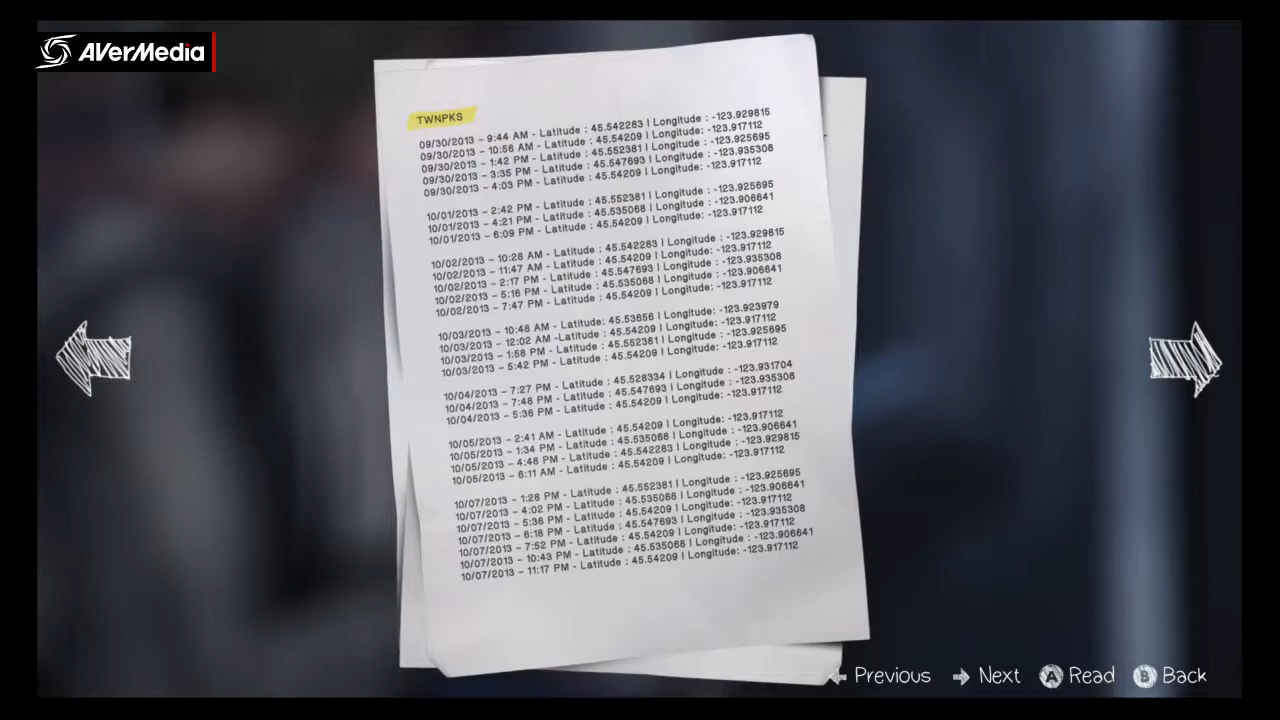 AVerMedia
TWNPKS
09/30/2013 - 9:44 AM - Latitude : 45.542283 | Longitude : -123.929815
09/30/2013 - 10:56 AM - Latitude : 45.54209 | Longitude: -123.917112
09/30/2013 - 1:42 PM - Latitude : 45.552381 | Longitude : -123.925695
09/30/2013 - 3:35 PM - Latitude : 45.547693 | Longitude : -123.935308
09/30/2013 - 4:03 PM - Latitude : 45.54209 | Longitude: -123.917112
10/01/2013 - 2:42 PM - Latitude : 45.552381 | Longitude : -123.925695
10/01/2013 - 4:21 PM - Latitude : 45.535068 | Longitude : -123.906641
10/01/2013 - 6:09 PM - Latitude : 45.54209 | Longitude: -123.917112
10/02/2013 - 10:28 AM - Latitude : 45.542283 | Longitude : -123.929815
10/02/2013 - 11:47 AM - Latitude : 45.54209 | Longitude: -123.917112
10/02/2013 - 2:17 PM - Latitude : 45.547693 | Longitude : -123.935308
10/02/2013 - 5:16 PM - Latitude : 45.535068 | Longitude : -123.906641
10/02/2013 - 7:47 PM - Latitude : 45.54209 | Longitude: -123.917112
10/03/2013 - 10:48 AM - Latitude: 45.53656 | Longitude: -123.923979
10/03/2013 - 12:02 AM -Latitude : 45.54209 | Longitude: -123.917112
10/03/2013 - 1:58 PM - Latitude : 45.552381 | Longitude : -123.925695
10/03/2013 - 5:42 PM - Latitude : 45.54209 | Longitude: -123.917112
10/04/2013 - 7:27 PM - Latitude : 45.528334 | Longitude : -123.931704
10/04/2013 - 7:48 PM - Latitude : 45.547693 | Longitude : -123.935308
10/04/2013 - 5:36 PM - Latitude : 45.54209 | Longitude: -123.917112
10/05/2013 - 2:41 AM - Latitude : 45.54209 | Longitude: -123.917112
10/05/2013 - 1:34 PM - Latitude : 45.535068 | Longitude : -123.906641
10/05/2013 - 4:48 PM - Latitude : 45.542283 | Longitude : -123.929815
10/05/2013 - 6:11 AM - Latitude : 45.54209 | Longitude: -123.917112
10/07/2013 - 1:28 PM - Latitude : 45.552381 | Longitude : -123.925695
10/07/2013 - 4:02 PM - Latitude : 45.535068 | Longitude : -123.906641
10/07/2013 - 5:36 PM - Latitude : 45.54209 | Longitude: -123.917112
10/07/2013 - 6:18 PM - Latitude : 45.547693 | Longitude : -123.935308
10/07/2013 - 7:52 PM - Latitude : 45.54209 | Longitude: -123.917112
10/07/2013 - 10:43 PM - Latitude : 45.535068 | Longitude : -123.906641
10/07/2013 - 11:17 PM - Latitude : 45.54209 | Longitude: -123.917112
Previous Next A Read B Back